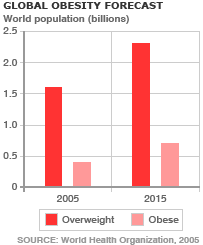 GLOBAL OBESITY FORECAST
World population (billions)
2.5
2.0
1.5
1.0
0.5
0
2005 2015
Overweight Obese
SOURCE: World Health Organization, 2005